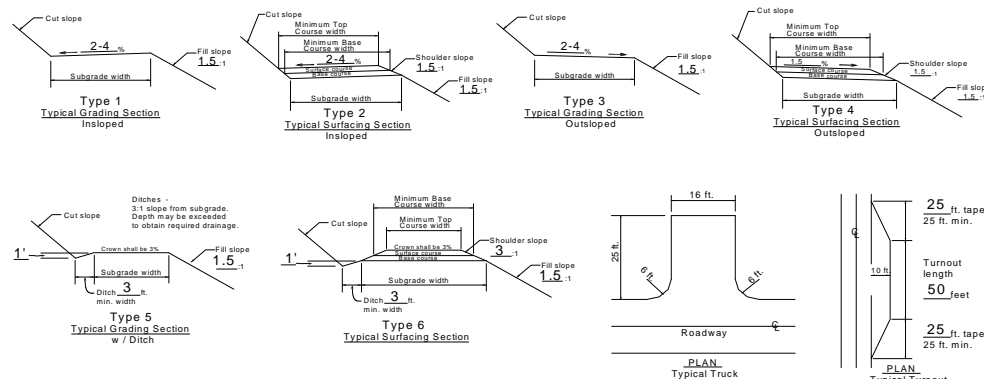 Cut slope
2-4 %
Fill slope
1.5 :1
Subgrade width
Type 1
Typical Grading Section
Insloped
Cut slope
Minimum Top
Course width
Minimum Base
Course width
2-4 %
Surface course
Base course
Shoulder slope
1.5 :1
Fill slope
1.5 :1
Subgrade width
Type 2
Typical Surfacing Section
Insloped
Cut slope
2-4 %
Fill slope
1.5 :1
Subgrade width
Type 3
Typical Grading Section
Outsloped
Cut slope
Minimum Top
Course width
Minimum Base
Course width
1.5 %
Surface course
Base course
Shoulder slope
1.5 :1
Fill slope
1.5 :1
Subgrade width
Type 4
Typical Surfacing Section
Outsloped
Ditches -
3:1 slope from subgrade.
Depth may be exceeded
to obtain required drainage.
Cut slope
1'
Crown shall be 3%
Fill slope
1.5 :1
Subgrade width
Ditch 3 ft.
min. width
Type 5
Typical Grading Section
w / Ditch
Cut slope
Minimum Base
Course width
Minimum Top
Course width
Crown shall be 3%
Surface course
Base course
Shoulder slope
3 :1
1'
Fill slope
1.5 :1
Subgrade width
Ditch 3 ft.
min. width
Type 6
Typical Surfacing Section
16 ft.
25 ft.
6 ft.
6 ft.
Roadway
℄
PLAN
Typical Truck
℄
25 ft. tape
25 ft. min.
10 ft.
Turnout
length
50 feet
25 ft. tape
25 ft. min.
PLAN
Typical Turnout